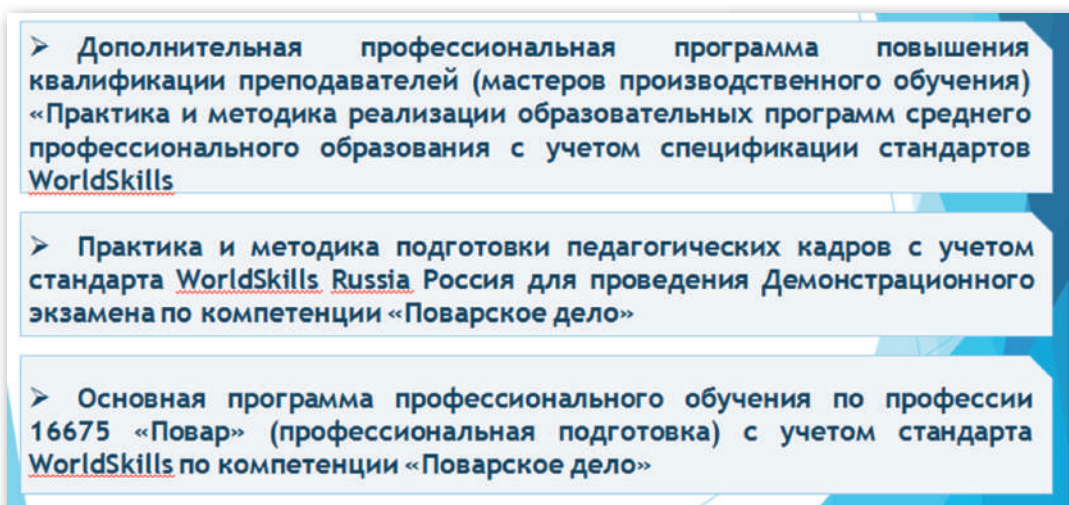 ➢ Дополнительная профессиональная программа повышения
квалификации преподавателей (мастеров производственного обучения)
«Практика и методика реализации образовательных программ среднего
профессионального образования с учетом спецификации стандартов
WorldSkills
➢ Практика и методика подготовки педагогических кадров с учетом
стандарта WorldSkills Russia Россия для проведения Демонстрационного
экзамена по компетенции «Поварское дело»
➢ Основная программа профессионального обучения по профессии
16675 «Повар» (профессиональная подготовка) с учетом стандарта
WorldSkills по компетенции «Поварское дело»